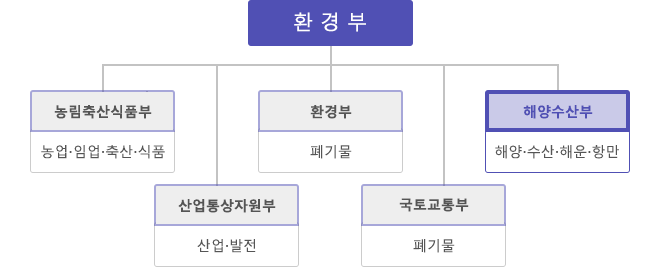 환경부
농림축산식품부
농업·임업·축산·식품
환경부
폐기물
해양수산부
해양·수산·해운·항만
산업통상자원부
산업·발전
국토교통부
폐기물